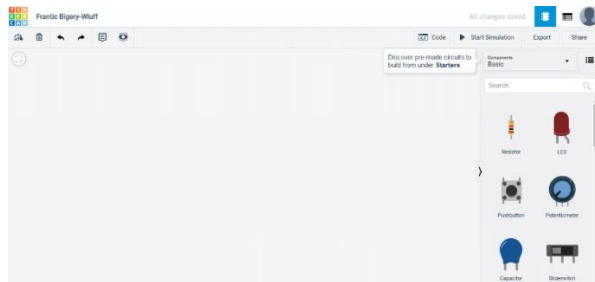 TIN
KER
CAD
Frantic Bigery-Wluff
All changes saved
Code
Start Simulation
Export
Share
Discover pre-made circuits to
build from under Starters
Components
Basic
Search
Resistor
LED
Pushbutton
Potentiometer
Capacitor
Slideswitch